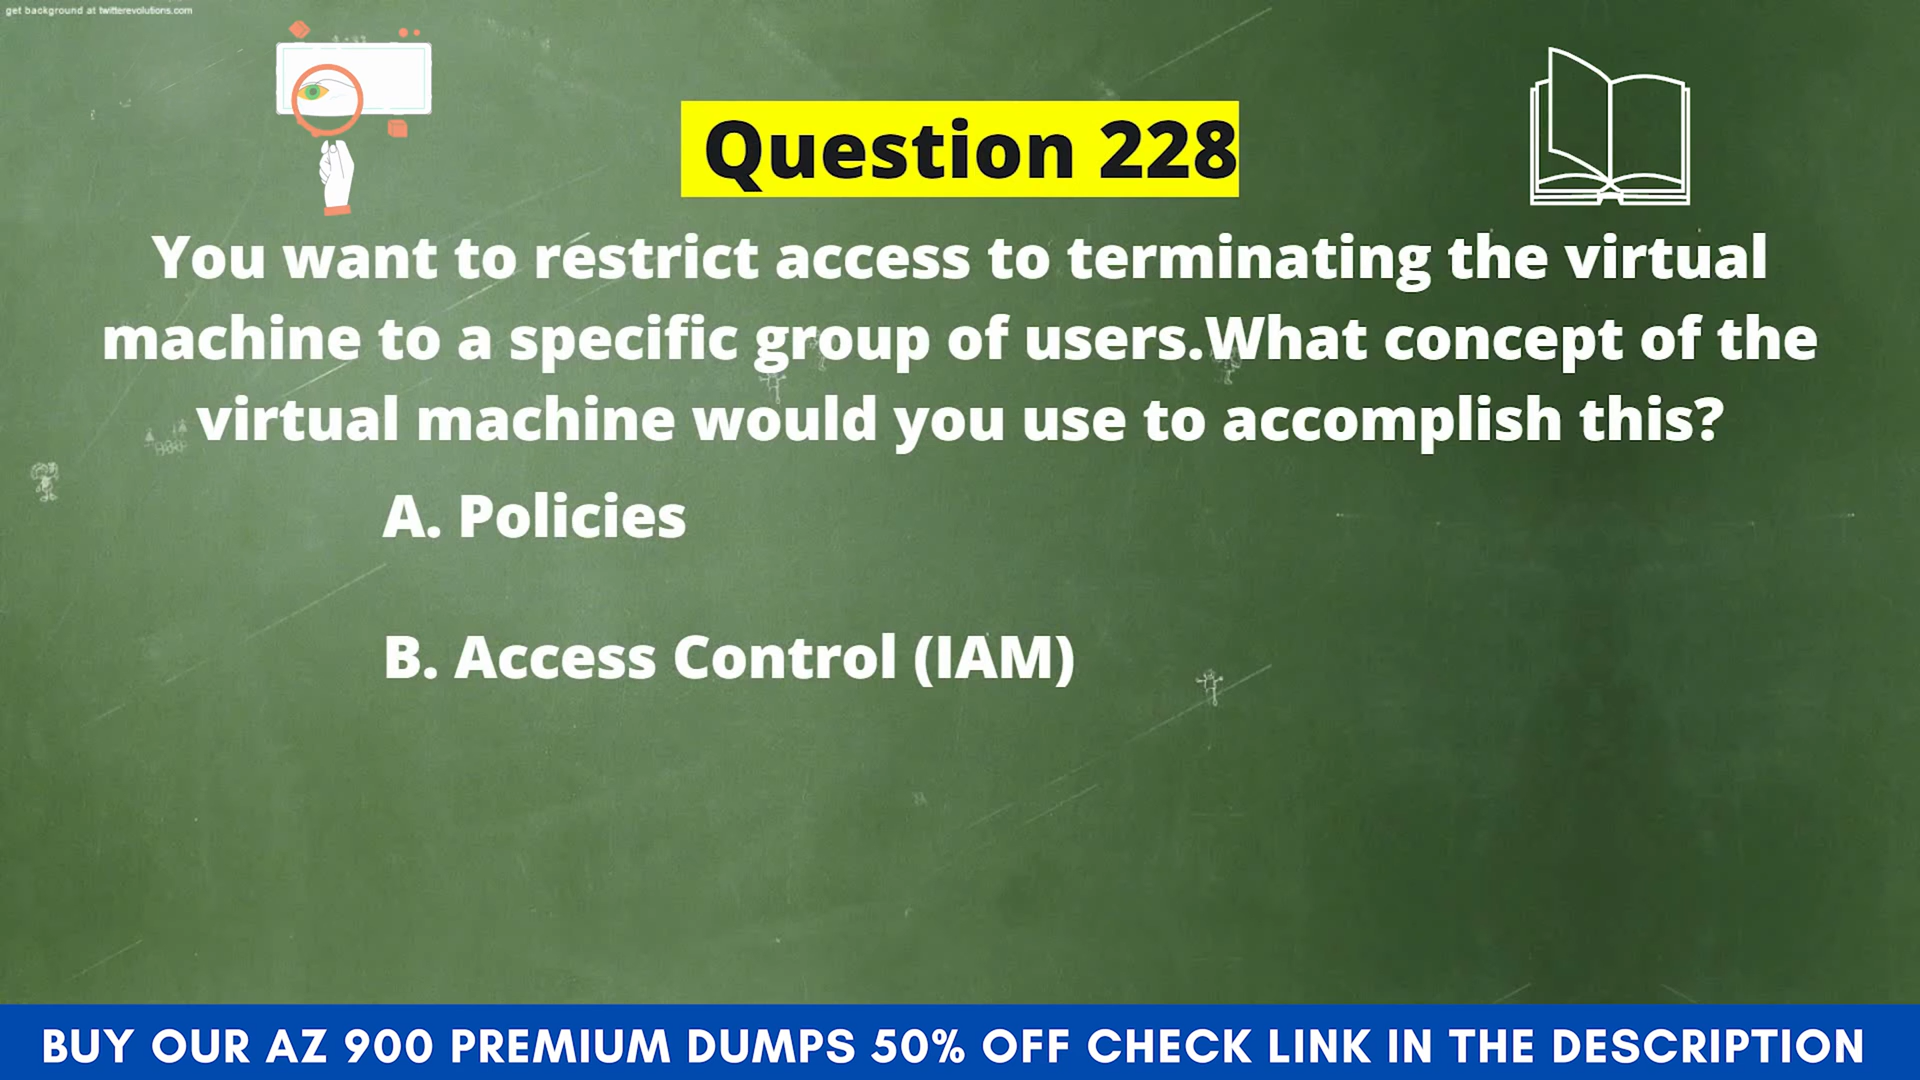 get background at twitterevolutions.com
Question 228
You want to restrict access to terminating the virtual
machine to a specific group of users.What concept of the
virtual machine would you use to accomplish this?
A. Policies
B. Access Control (IAM)
BUY OUR AZ 900 PREMIUM DUMPS 50% OFF CHECK LINK IN THE DESCRIPTION